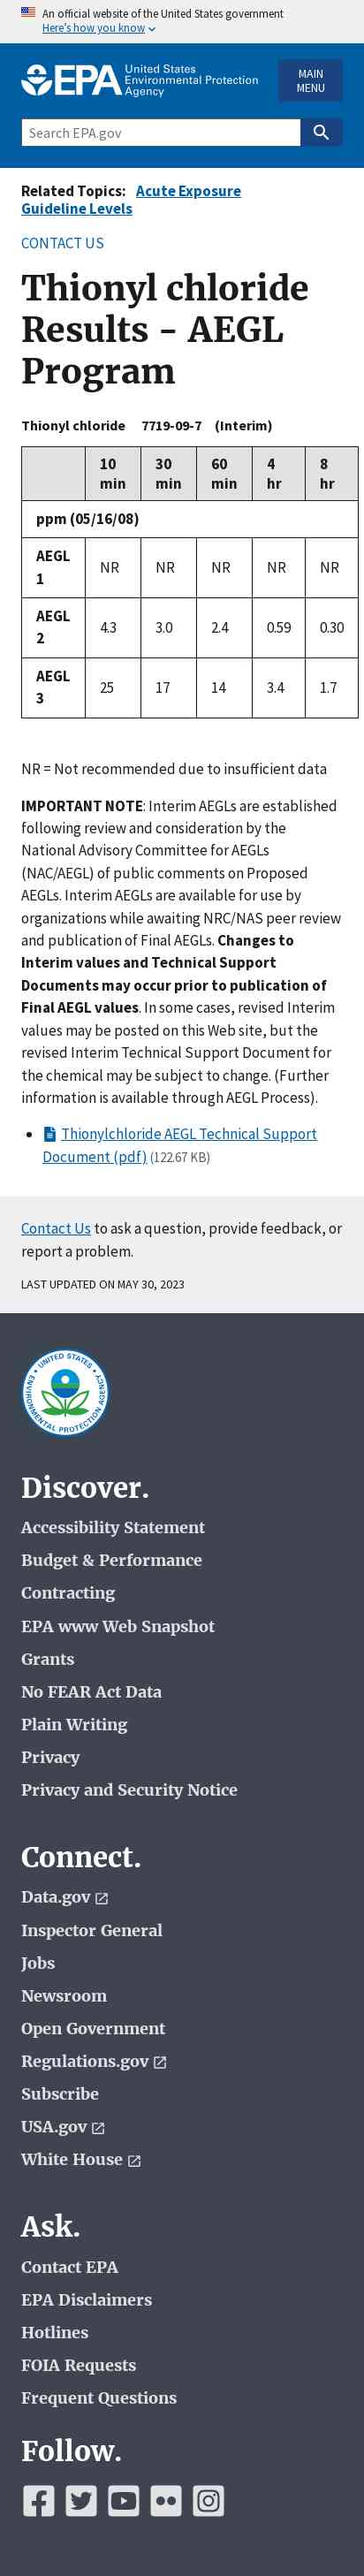 An official website of the United States government
Here's how you know
EPA United States
Environmental Protection
Agency
MAIN
MENU
Search EPA.gov
Related Topics: Acute Exposure
Guideline Levels
CONTACT US
Thionyl chloride
Results - AEGL
Program
Thionyl chloride 7719-09-7 (Interim)
10 min 30 min 60 min 4 hr 8 hr
ppm (05/16/08)
AEGL 1 NR NR NR NR NR
AEGL 2 4.3 3.0 2.4 0.59 0.30
AEGL 3 25 17 14 3.4 1.7
NR = Not recommended due to insufficient data
IMPORTANT NOTE: Interim AEGLs are established
following review and consideration by the
National Advisory Committee for AEGLs
(NAC/AEGL) of public comments on Proposed
AEGLs. Interim AEGLs are available for use by
organizations while awaiting NRC/NAS peer review
and publication of Final AEGLs. Changes to
Interim values and Technical Support
Documents may occur prior to publication of
Final AEGL values. In some cases, revised Interim
values may be posted on this Web site, but the
revised Interim Technical Support Document for
the chemical may be subject to change. (Further
information is available through AEGL Process).
Thionylchloride AEGL Technical Support
Document (pdf) (122.67 KB)
Contact Us to ask a question, provide feedback, or
report a problem.
LAST UPDATED ON MAY 30, 2023
UNITED STATES
ENVIRONMENTAL PROTECTION AGENCY
Discover.
Accessibility Statement
Budget & Performance
Contracting
EPA www Web Snapshot
Grants
No FEAR Act Data
Plain Writing
Privacy
Privacy and Security Notice
Connect.
Data.gov
Inspector General
Jobs
Newsroom
Open Government
Regulations.gov
Subscribe
USA.gov
White House
Ask.
Contact EPA
EPA Disclaimers
Hotlines
FOIA Requests
Frequent Questions
Follow.